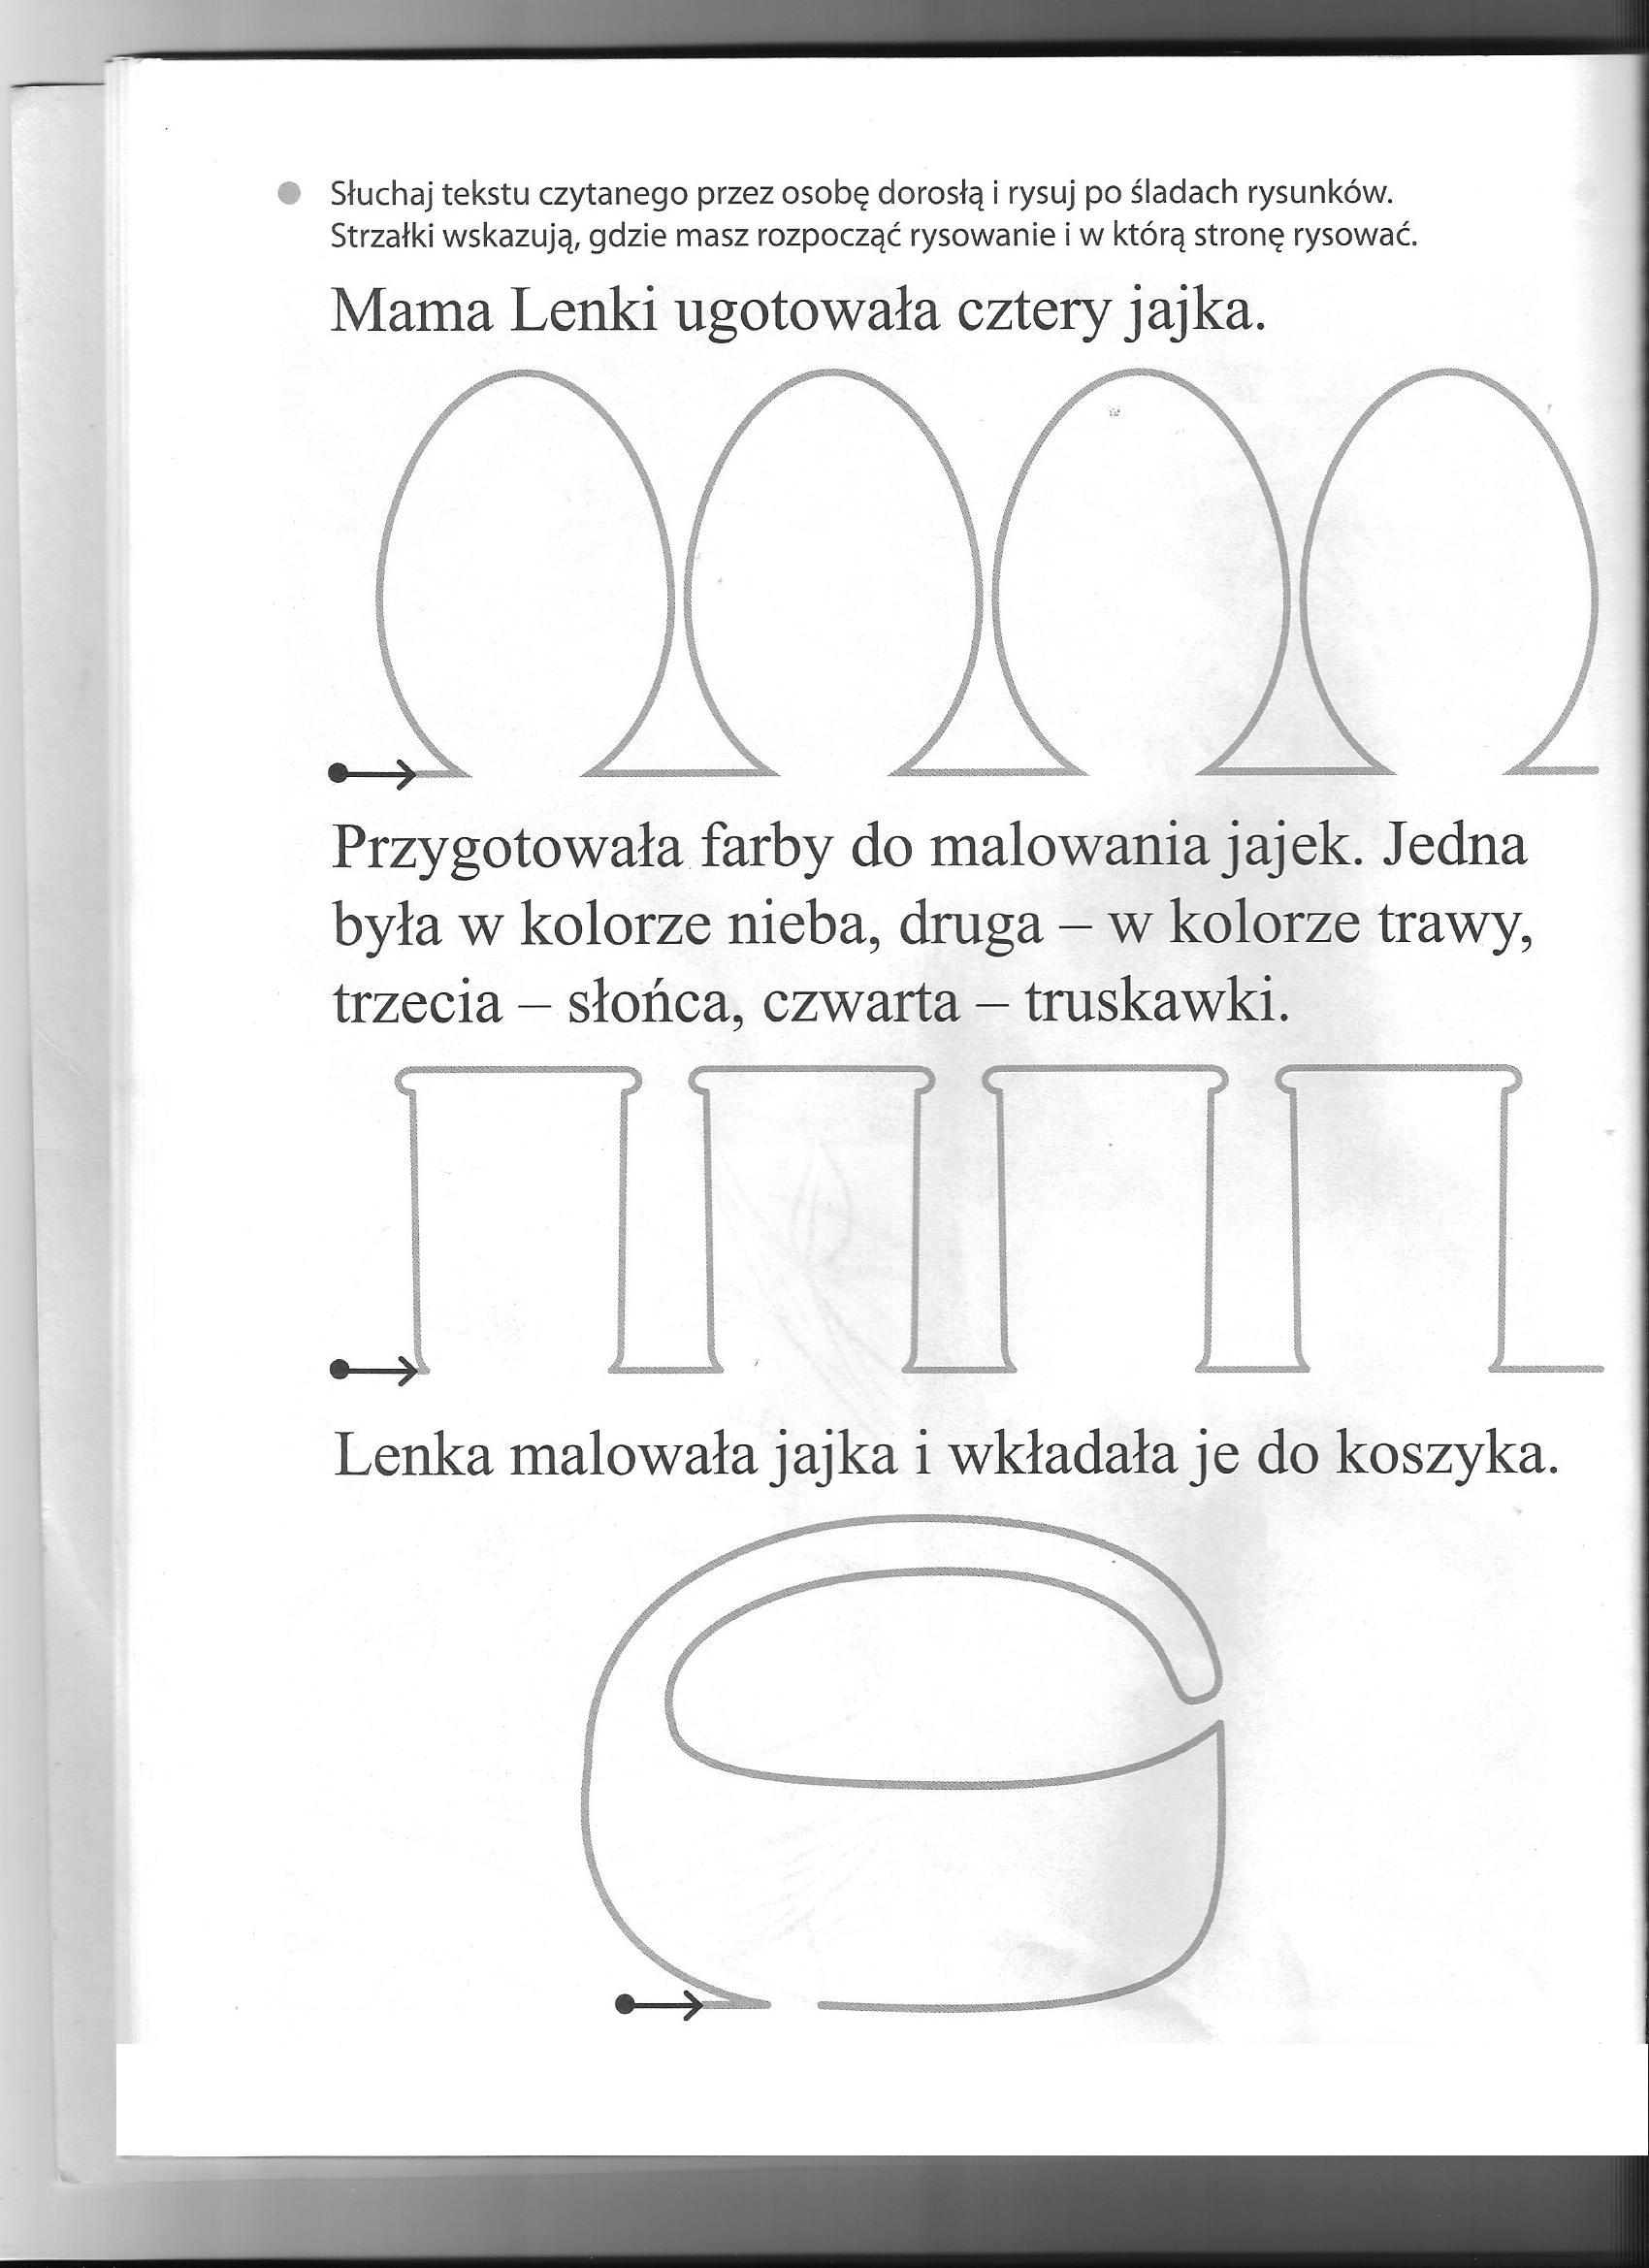 Słuchaj tekstu czytanego przez osobę dorosłą i rysuj po śladach rysunków.
Strzałki wskazują, gdzie masz rozpocząć rysowanie i w którą stronę rysować.
Mama Lenki ugotowała cztery jajka.
Przygotowała farby do malowania jajek. Jedna
była w kolorze nieba, druga – w kolorze trawy,
trzecia – słońca, czwarta – truskawki.
Lenka malowała jajka i wkładała je do koszyka.